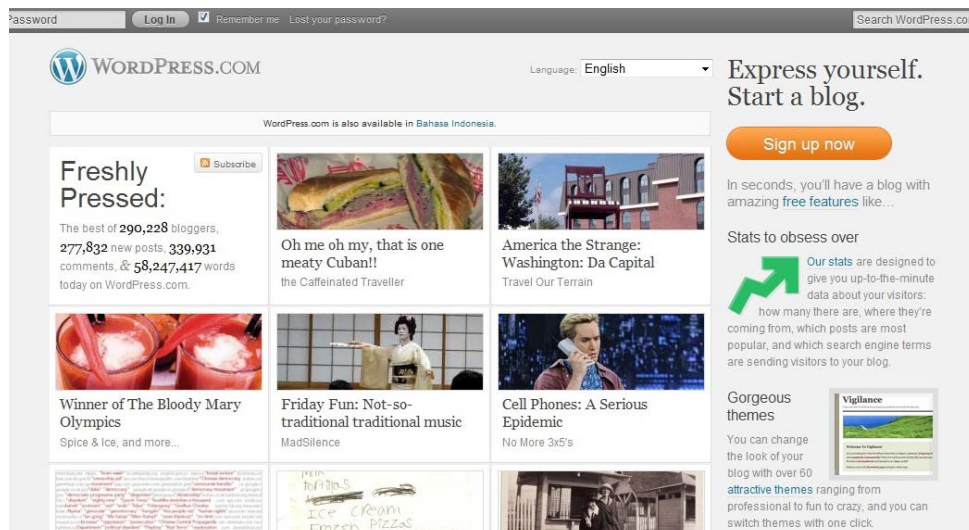 Password
Log In
Remember me
Lost your password?
Search WordPress.co
WORDPRESS.COM
Language: English
WordPress.com is also available in Bahasa Indonesia.
Freshly
Pressed:
Subscribe
The best of 290,228 bloggers,
277,832 new posts, 339,931
comments, & 58,247,417 words
today on WordPress.com.
Oh me oh my, that is one
meaty Cuban!!
the Caffeinated Traveller
America the Strange:
Washington: Da Capital
Travel Our Terrain
Winner of The Bloody Mary
Olympics
Spice & Ice, and more...
Friday Fun: Not-so-
traditional traditional music
MadSilence
Cell Phones: A Serious
Epidemic
No More 3x5's
tortillas
ICE CREAM
FROZEN PIZZAS
Express yourself.
Start a blog.
Sign up now
In seconds, you'll have a blog with
amazing free features like…
Stats to obsess over
Our stats are designed to
give you up-to-the-minute
data about your visitors:
how many there are, where they're
coming from, which posts are most
popular, and which search engine terms
are sending visitors to your blog.
Gorgeous
themes
Vigilance
You can change
the look of your
blog with over 60
attractive themes ranging from
professional to fun to crazy, and you can
switch themes with one click.